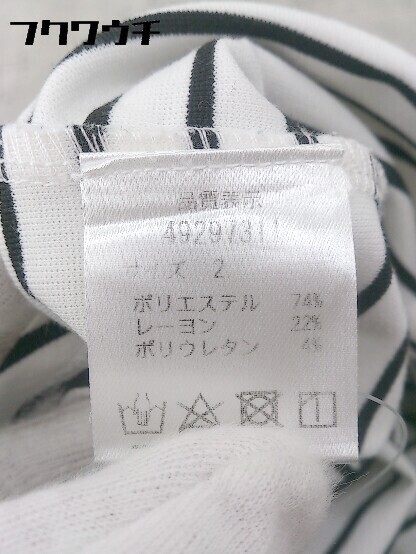 フクワウチ
品質表示
4929731
サイズ 2
ポリエステル 74%
レーヨン 22%
ポリウレタン 4%